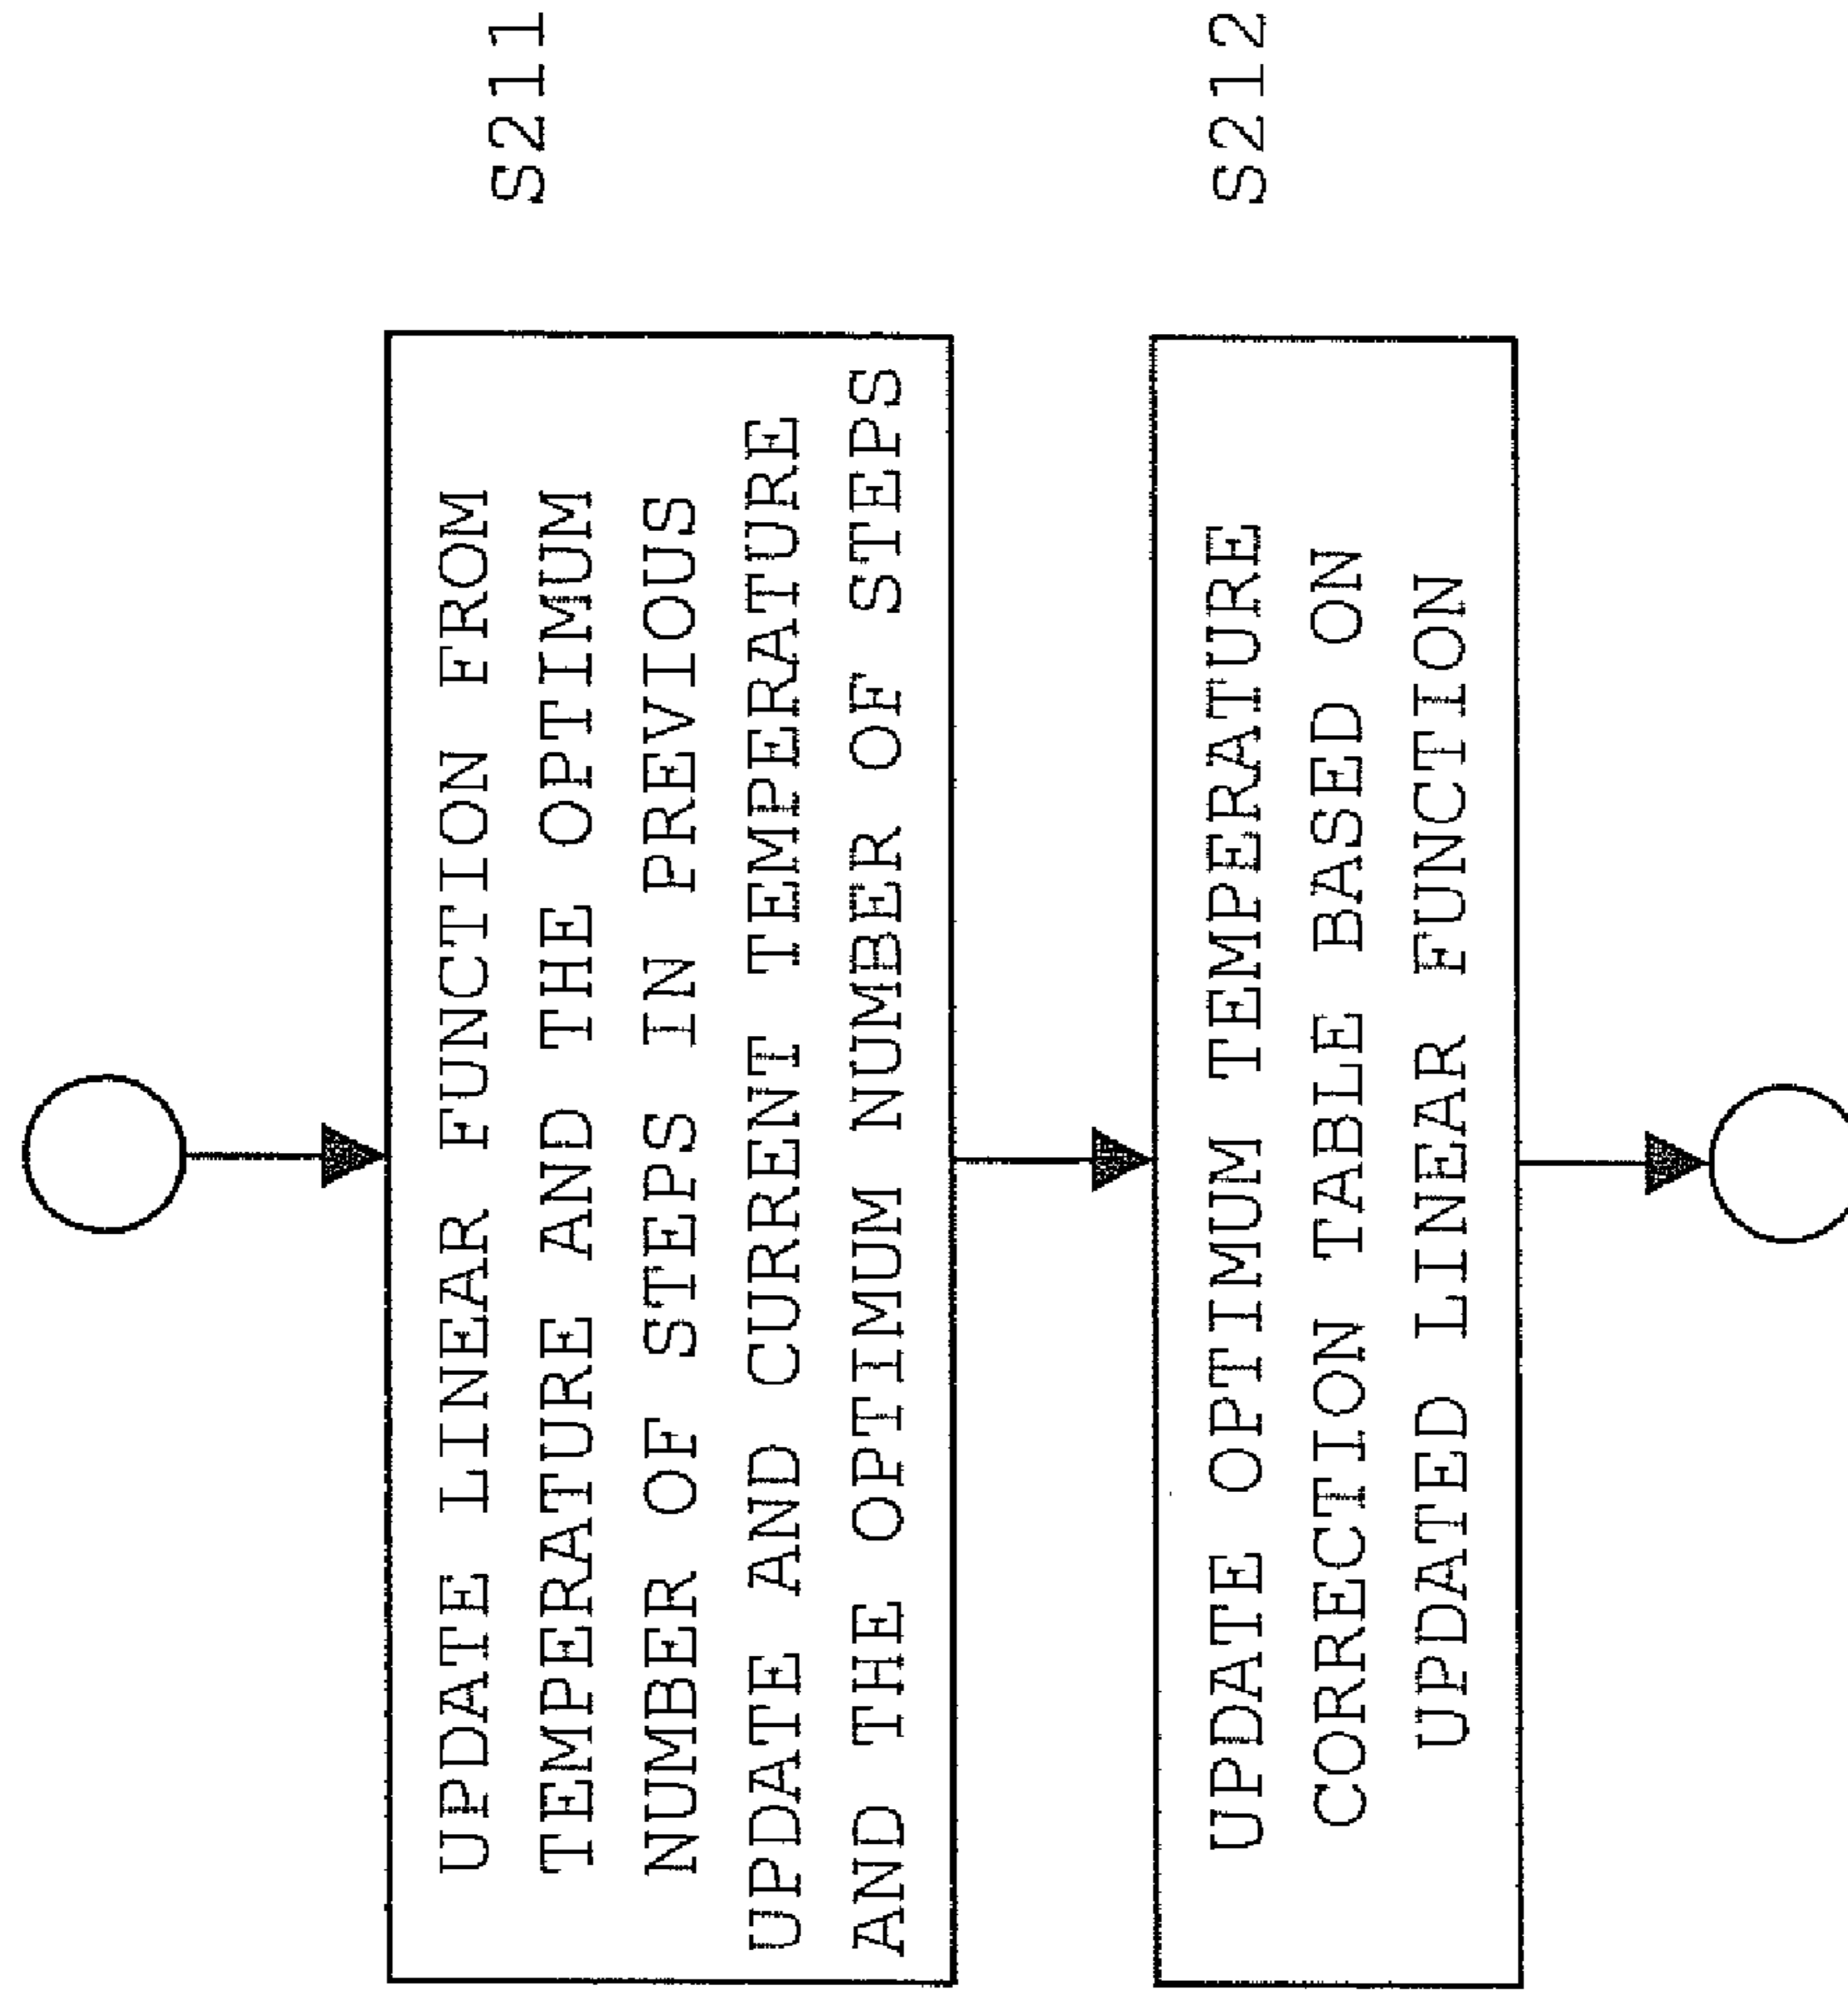 UPDATE LINEAR FUNCTION FROM
TEMPERATURE AND THE OPTIMUM
NUMBER OF STEPS IN PREVIOUS
UPDATE AND CURRENT TEMPERATURE
AND THE OPTIMUM NUMBER OF STEPS
S211
UPDATE OPTIMUM TEMPERATURE
CORRECTION TABLE BASED ON
UPDATED LINEAR FUNCTION
S212